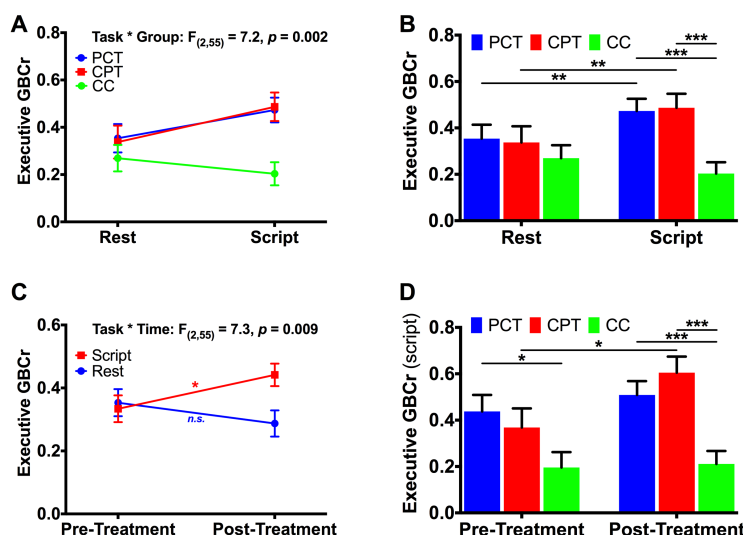 A
Task * Group: F(2,55) = 7.2, p = 0.002
PCT
CPT
CC
Executive GBCr
0.8
0.6
0.4
0.2
0.0
Rest Script
B
PCT CPT CC
***
***
**
**
Executive GBCr
0.8
0.6
0.4
0.2
0.0
Rest Script
C
Task * Time: F(2,55) = 7.3, p = 0.009
Script
Rest
*
n.s.
Executive GBCr
0.6
0.4
0.2
0.0
Pre-Treatment Post-Treatment
D
PCT CPT CC
***
***
*
*
Executive GBCr (script)
0.8
0.6
0.4
0.2
0.0
Pre-Treatment Post-Treatment